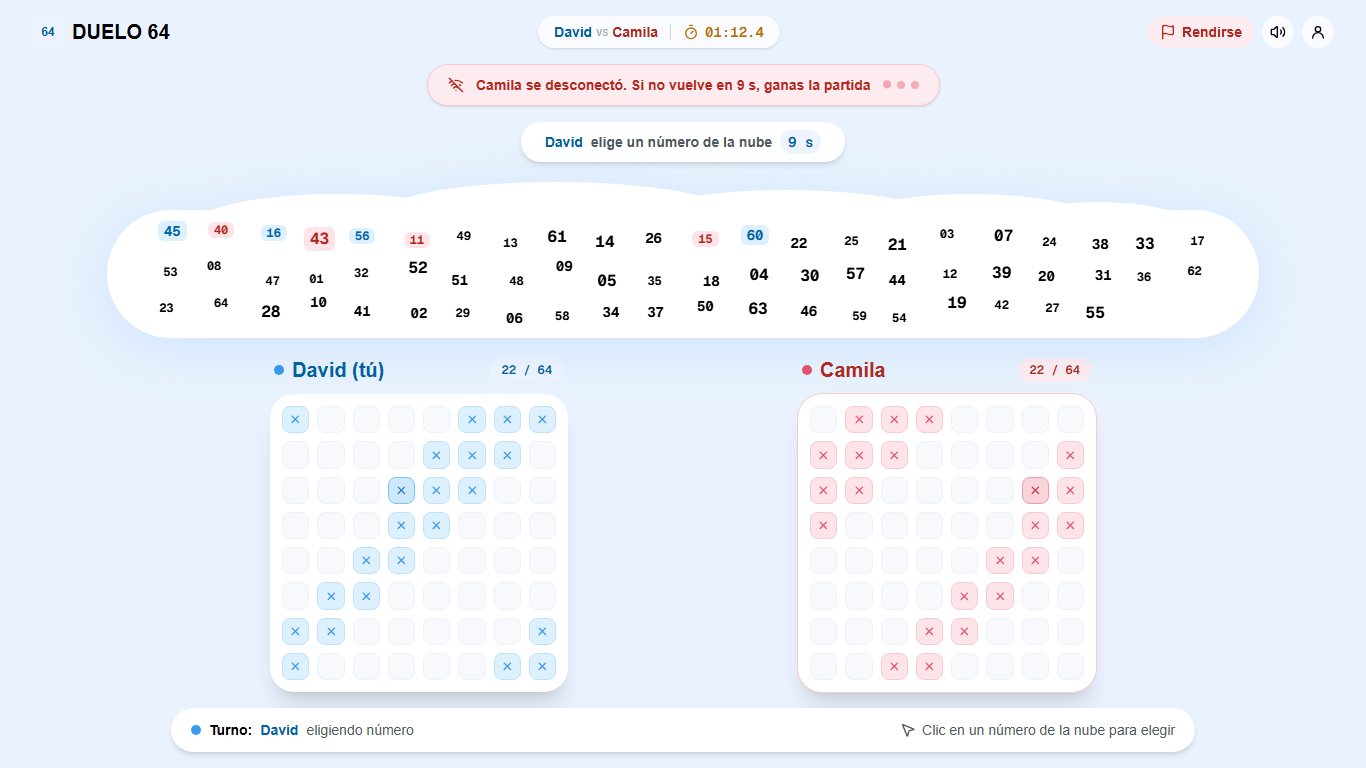 64 DUELO 64
David vs Camila 01:12.4
Rendirse
Camila se desconectó. Si no vuelve en 9 s, ganas la partida
David elige un número de la nube 9 s
45 40 16 43 56 11 49 13 61 14 26 15 60 22 25 21 03 07 24 38 33 17
53 08 47 01 32 52 51 48 09 05 35 18 04 30 57 44 12 39 20 31 36 62
23 64 28 10 41 02 29 06 58 34 37 50 63 46 59 54 19 42 27 55
David (tú) 22 / 64
Camila 22 / 64
Turno: David eligiendo número
Clic en un número de la nube para elegir